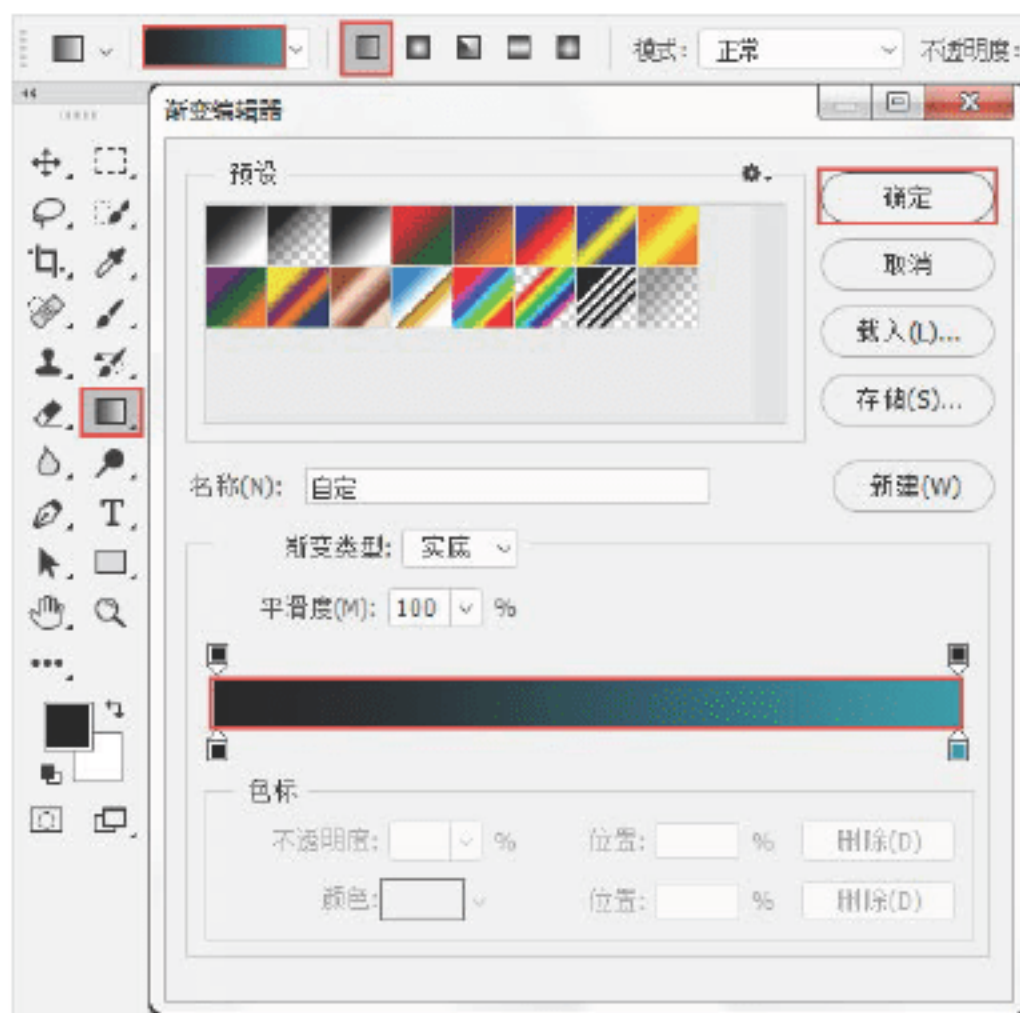 模式: 正常 不透明度:
渐变编辑器
预设
确定
取消
载入(L)...
存储(S)...
名称(N): 自定
新建(W)
渐变类型: 实底
平滑度(M): 100 %
色标
不透明度: % 位置: % 删除(D)
颜色: 位置: % 删除(D)